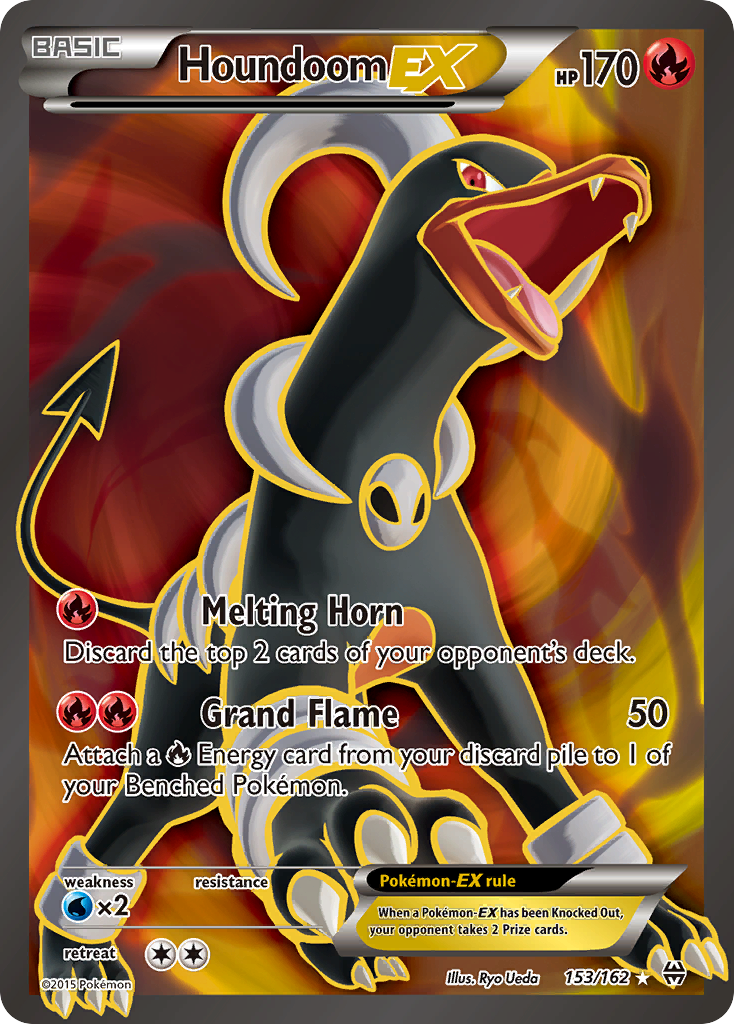 BASIC
Houndoom EX
HP 170
Melting Horn
Discard the top 2 cards of your opponent's deck.
Grand Flame 50
Attach a Energy card from your discard pile to 1 of
your Benched Pokémon.
weakness resistance
×2
Pokémon-EX rule
When a Pokémon-EX has been Knocked Out,
your opponent takes 2 Prize cards.
retreat
©2015 Pokémon
Illus. Ryo Ueda 153/162